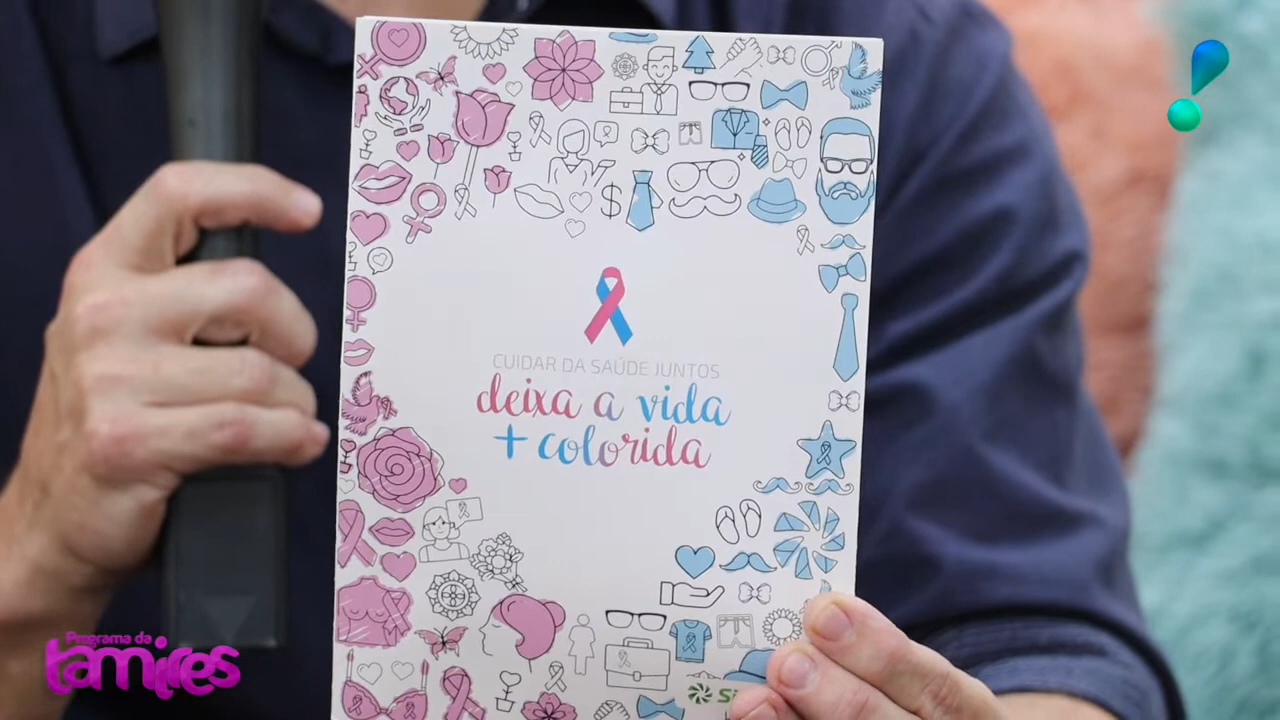 CUIDAR DA SAÚDE JUNTOS
deixa a vida
+ colorida
Programa da
tamires